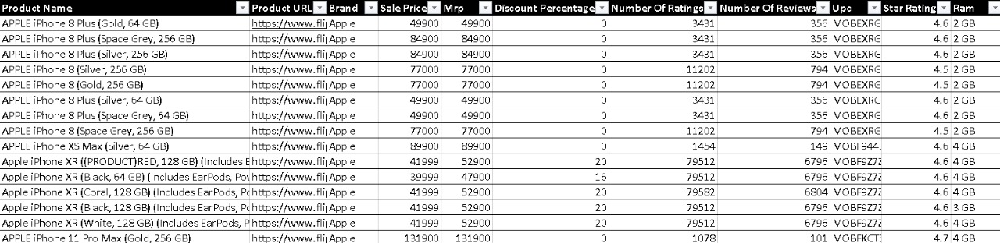 Product Name Product URL Brand Sale Price Mrp Discount Percentage Number Of Ratings Number Of Reviews Upc Star Rating Ram
APPLE iPhone 8 Plus (Gold, 64 GB) https://www.fli Apple 49900 49900 0 3431 356 MOBEXRG 4.6 2 GB
APPLE iPhone 8 Plus (Space Grey, 256 GB) https://www.fli Apple 84900 84900 0 3431 356 MOBEXRG 4.6 2 GB
APPLE iPhone 8 Plus (Silver, 256 GB) https://www.fli Apple 84900 84900 0 3431 356 MOBEXRG 4.6 2 GB
APPLE iPhone 8 (Silver, 256 GB) https://www.fli Apple 77000 77000 0 11202 794 MOBEXRG 4.5 2 GB
APPLE iPhone 8 (Gold, 256 GB) https://www.fli Apple 77000 77000 0 11202 794 MOBEXRG 4.5 2 GB
APPLE iPhone 8 Plus (Silver, 64 GB) https://www.fli Apple 49900 49900 0 3431 356 MOBEXRG 4.6 2 GB
APPLE iPhone 8 Plus (Space Grey, 64 GB) https://www.fli Apple 49900 49900 0 3431 356 MOBEXRG 4.6 2 GB
APPLE iPhone 8 (Space Grey, 256 GB) https://www.fli Apple 77000 77000 0 11202 794 MOBEXRG 4.5 2 GB
APPLE iPhone XS Max (Silver, 64 GB) https://www.fli Apple 89900 89900 0 1454 149 MOBF944 4.6 4 GB
Apple iPhone XR ((PRODUCT)RED, 128 GB) (Includes E https://www.fli Apple 41999 52900 20 79512 6796 MOBF9Z7Z 4.6 4 GB
Apple iPhone XR (Black, 64 GB) (Includes EarPods, Po https://www.fli Apple 39999 47900 16 79512 6796 MOBF9Z7Z 4.6 4 GB
Apple iPhone XR (Coral, 128 GB) (Includes EarPods, Po https://www.fli Apple 41999 52900 20 79582 6804 MOBF9Z7Z 4.6 4 GB
Apple iPhone XR (Black, 128 GB) (Includes EarPods, P https://www.fli Apple 41999 52900 20 79512 6796 MOBF9Z7Z 4.6 3 GB
Apple iPhone XR (White, 128 GB) (Includes EarPods, P https://www.fli Apple 41999 52900 20 79512 6796 MOBF9Z7Z 4.6 4 GB
APPLE iPhone 11 Pro Max (Gold, 256 GB) https://www.fli Apple 131900 131900 0 1078 101 MOBFKCTS 4.7 4 GB